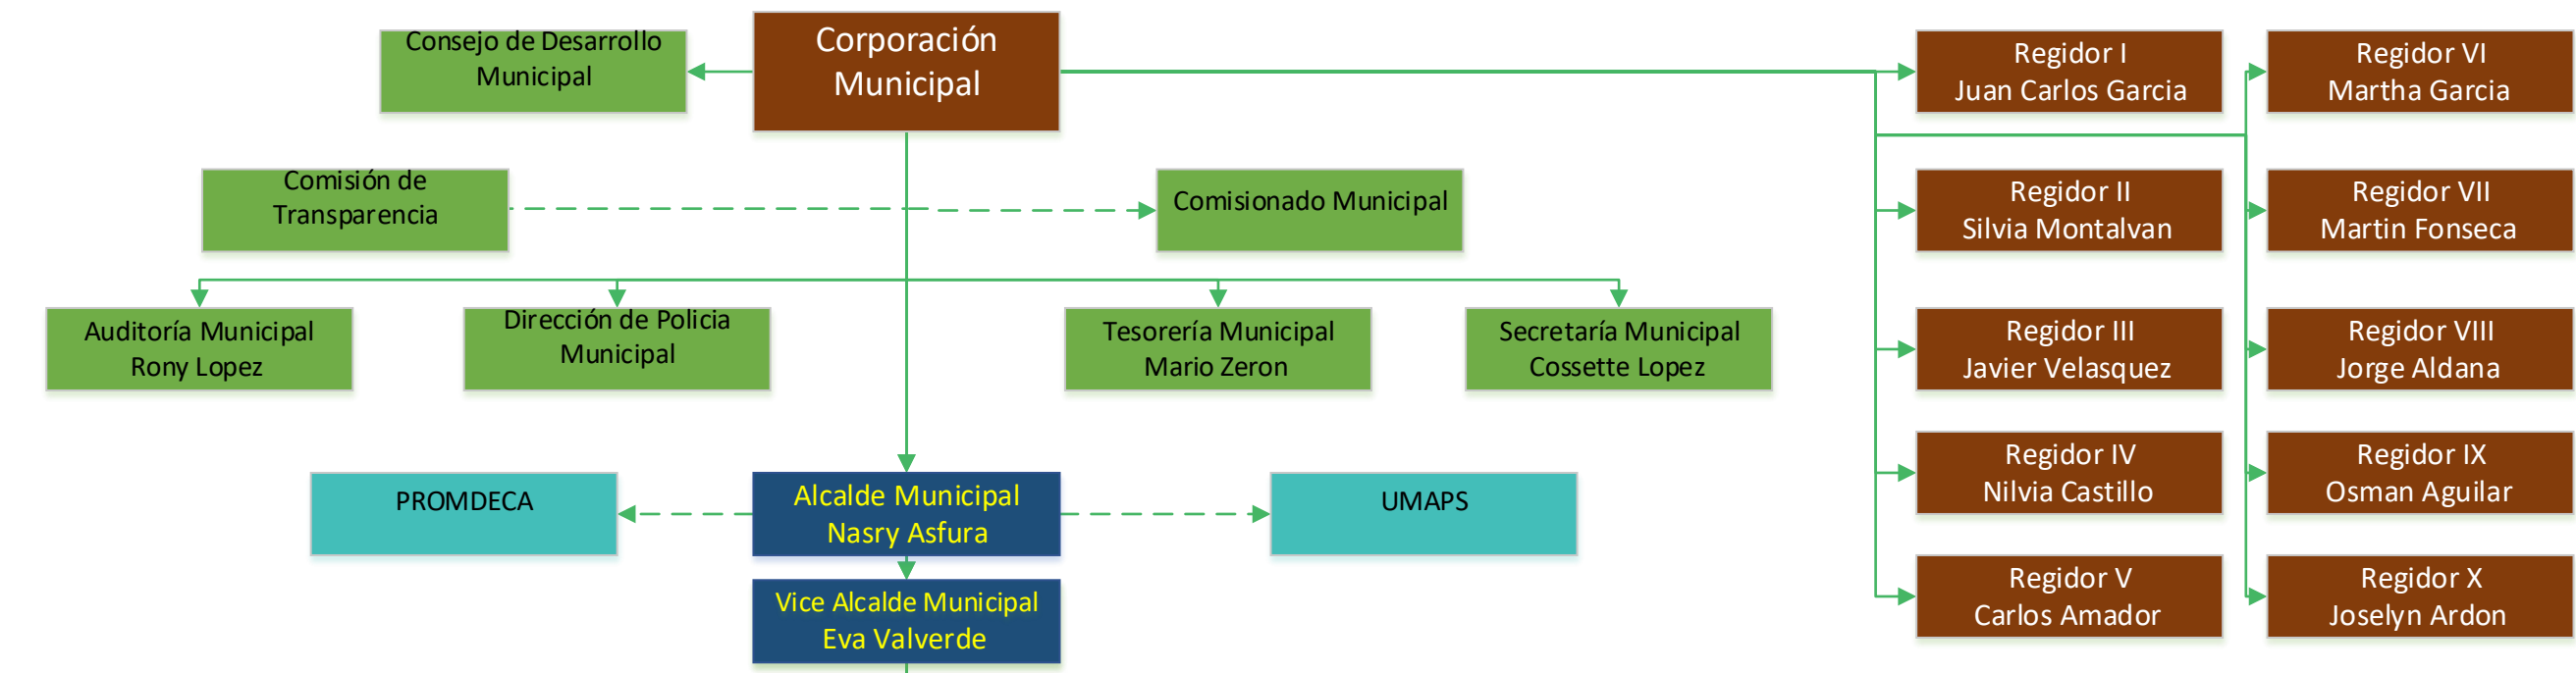 Consejo de Desarrollo
Municipal
Corporación
Municipal
Regidor I
Juan Carlos Garcia
Regidor VI
Martha Garcia
Comisión de
Transparencia
Comisionado Municipal
Regidor II
Silvia Montalvan
Regidor VII
Martin Fonseca
Auditoría Municipal
Rony Lopez
Dirección de Policia
Municipal
Tesorería Municipal
Mario Zeron
Secretaría Municipal
Cossette Lopez
Regidor III
Javier Velasquez
Regidor VIII
Jorge Aldana
PROMDECA
Alcalde Municipal
Nasry Asfura
UMAPS
Regidor IV
Nilvia Castillo
Regidor IX
Osman Aguilar
Vice Alcalde Municipal
Eva Valverde
Regidor V
Carlos Amador
Regidor X
Joselyn Ardon